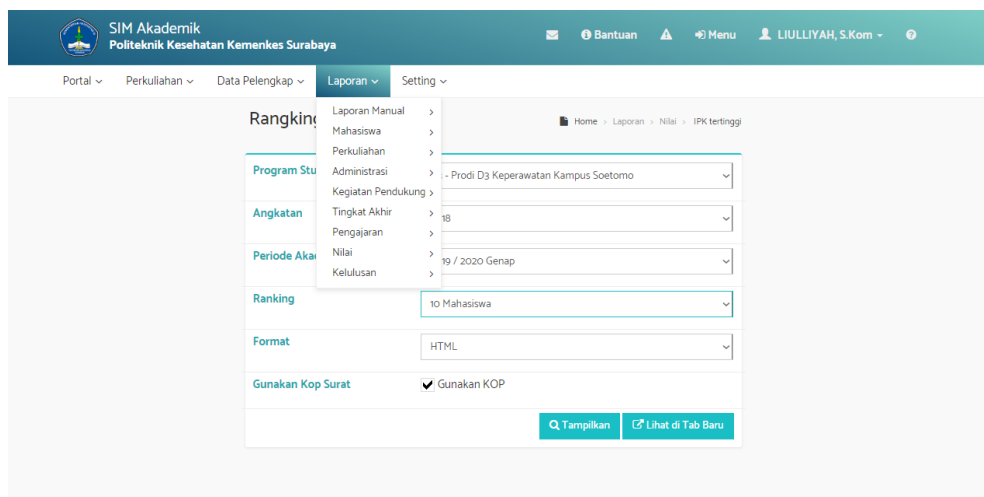 SIM Akademik
Politeknik Kesehatan Kemenkes Surabaya
Bantuan
Menu
LIULLIYAH, S.Kom
Portal
Perkuliahan
Data Pelengkap
Laporan
Setting
Laporan Manual
Mahasiswa
Perkuliahan
Administrasi
Kegiatan Pendukung
Tingkat Akhir
Pengajaran
Nilai
Kelulusan
Rangking
Home > Laporan > Nilai > IPK tertinggi
Program Stu
- Prodi D3 Keperawatan Kampus Soetomo
Angkatan
18
Periode Aka
19 / 2020 Genap
Ranking
10 Mahasiswa
Format
HTML
Gunakan Kop Surat
Gunakan KOP
Tampilkan
Lihat di Tab Baru